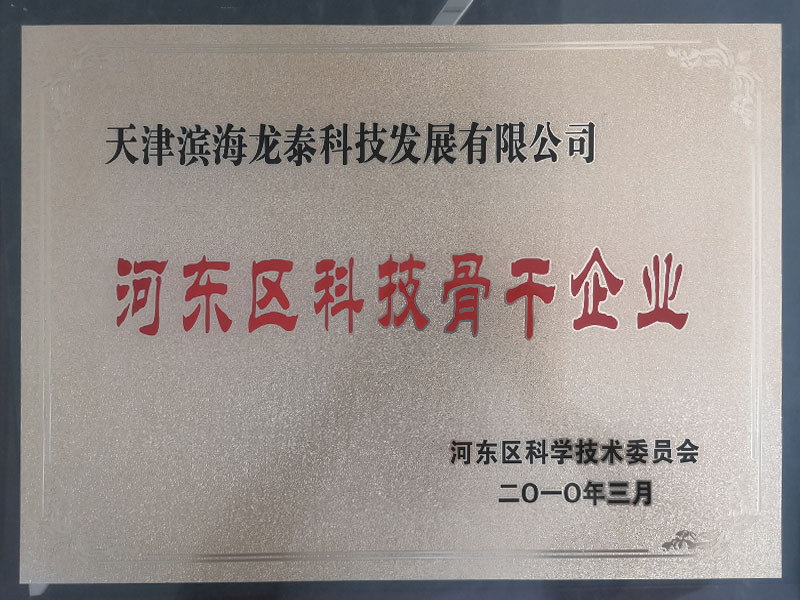 天津滨海龙泰科技发展有限公司
河东区科技骨干企业
河东区科学技术委员会
二〇一〇年三月